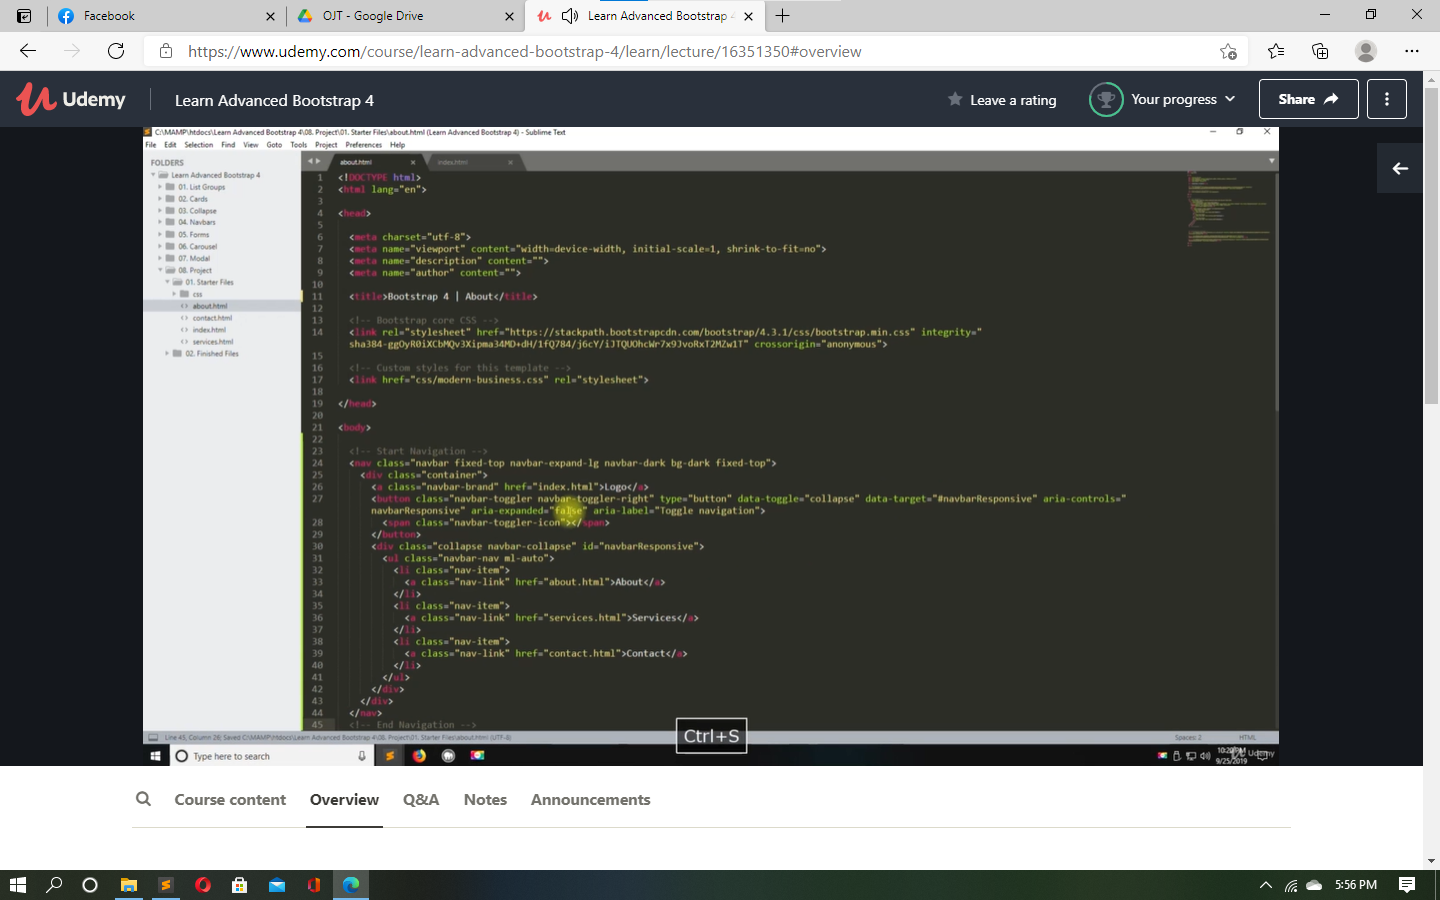 Facebook
OJT - Google Drive
Learn Advanced Bootstrap 4
https://www.udemy.com/course/learn-advanced-bootstrap-4/learn/lecture/16351350#overview
Udemy
Learn Advanced Bootstrap 4
Leave a rating
Your progress
Share
C:\MAMP\htdocs\Learn Advanced Bootstrap 4\08. Project\01. Starter Files\about.html (Learn Advanced Bootstrap 4) - Sublime Text
File Edit Selection Find View Goto Tools Project Preferences Help
FOLDERS
Learn Advanced Bootstrap 4
01. List Groups
02. Cards
03. Collapse
04. Navbars
05. Forms
06. Carousel
07. Modal
08. Project
01. Starter Files
css
about.html
contact.html
index.html
services.html
02. Finished Files
about.html
index.html
1 <!DOCTYPE html>
2 <html lang="en">
3
4 <head>
5
6 <meta charset="utf-8">
7 <meta name="viewport" content="width=device-width, initial-scale=1, shrink-to-fit=no">
8 <meta name="description" content="">
9 <meta name="author" content="">
10
11 <title>Bootstrap 4 | About</title>
12
13 <!-- Bootstrap core CSS -->
14 <link rel="stylesheet" href="https://stackpath.bootstrapcdn.com/bootstrap/4.3.1/css/bootstrap.min.css" integrity="
sha384-ggOyR0iXCbMQv3Xipma34MD+dH/1fQ784/j6cY/iJTQUOhcWr7x9JvoRxT2MZw1T" crossorigin="anonymous">
15
16 <!-- Custom styles for this template -->
17 <link href="css/modern-business.css" rel="stylesheet">
18
19 </head>
20
21 <body>
22
23 <!-- Start Navigation -->
24 <nav class="navbar fixed-top navbar-expand-lg navbar-dark bg-dark fixed-top">
25 <div class="container">
26 <a class="navbar-brand" href="index.html">Logo</a>
27 <button class="navbar-toggler navbar-toggler-right" type="button" data-toggle="collapse" data-target="#navbarResponsive" aria-controls="
navbarResponsive" aria-expanded="false" aria-label="Toggle navigation">
28 <span class="navbar-toggler-icon"></span>
29 </button>
30 <div class="collapse navbar-collapse" id="navbarResponsive">
31 <ul class="navbar-nav ml-auto">
32 <li class="nav-item">
33 <a class="nav-link" href="about.html">About</a>
34 </li>
35 <li class="nav-item">
36 <a class="nav-link" href="services.html">Services</a>
37 </li>
38 <li class="nav-item">
39 <a class="nav-link" href="contact.html">Contact</a>
40 </li>
41 </ul>
42 </div>
43 </div>
44 </nav>
45 <!-- End Navigation -->
Ctrl+S
Line 45, Column 26; Saved C:\MAMP\htdocs\Learn Advanced Bootstrap 4\08. Project\01. Starter Files\about.html (UTF-8)
Spaces: 2
HTML
Type here to search
10:20 PM
9/25/2019
Udemy
Course content
Overview
Q&A
Notes
Announcements
5:56 PM